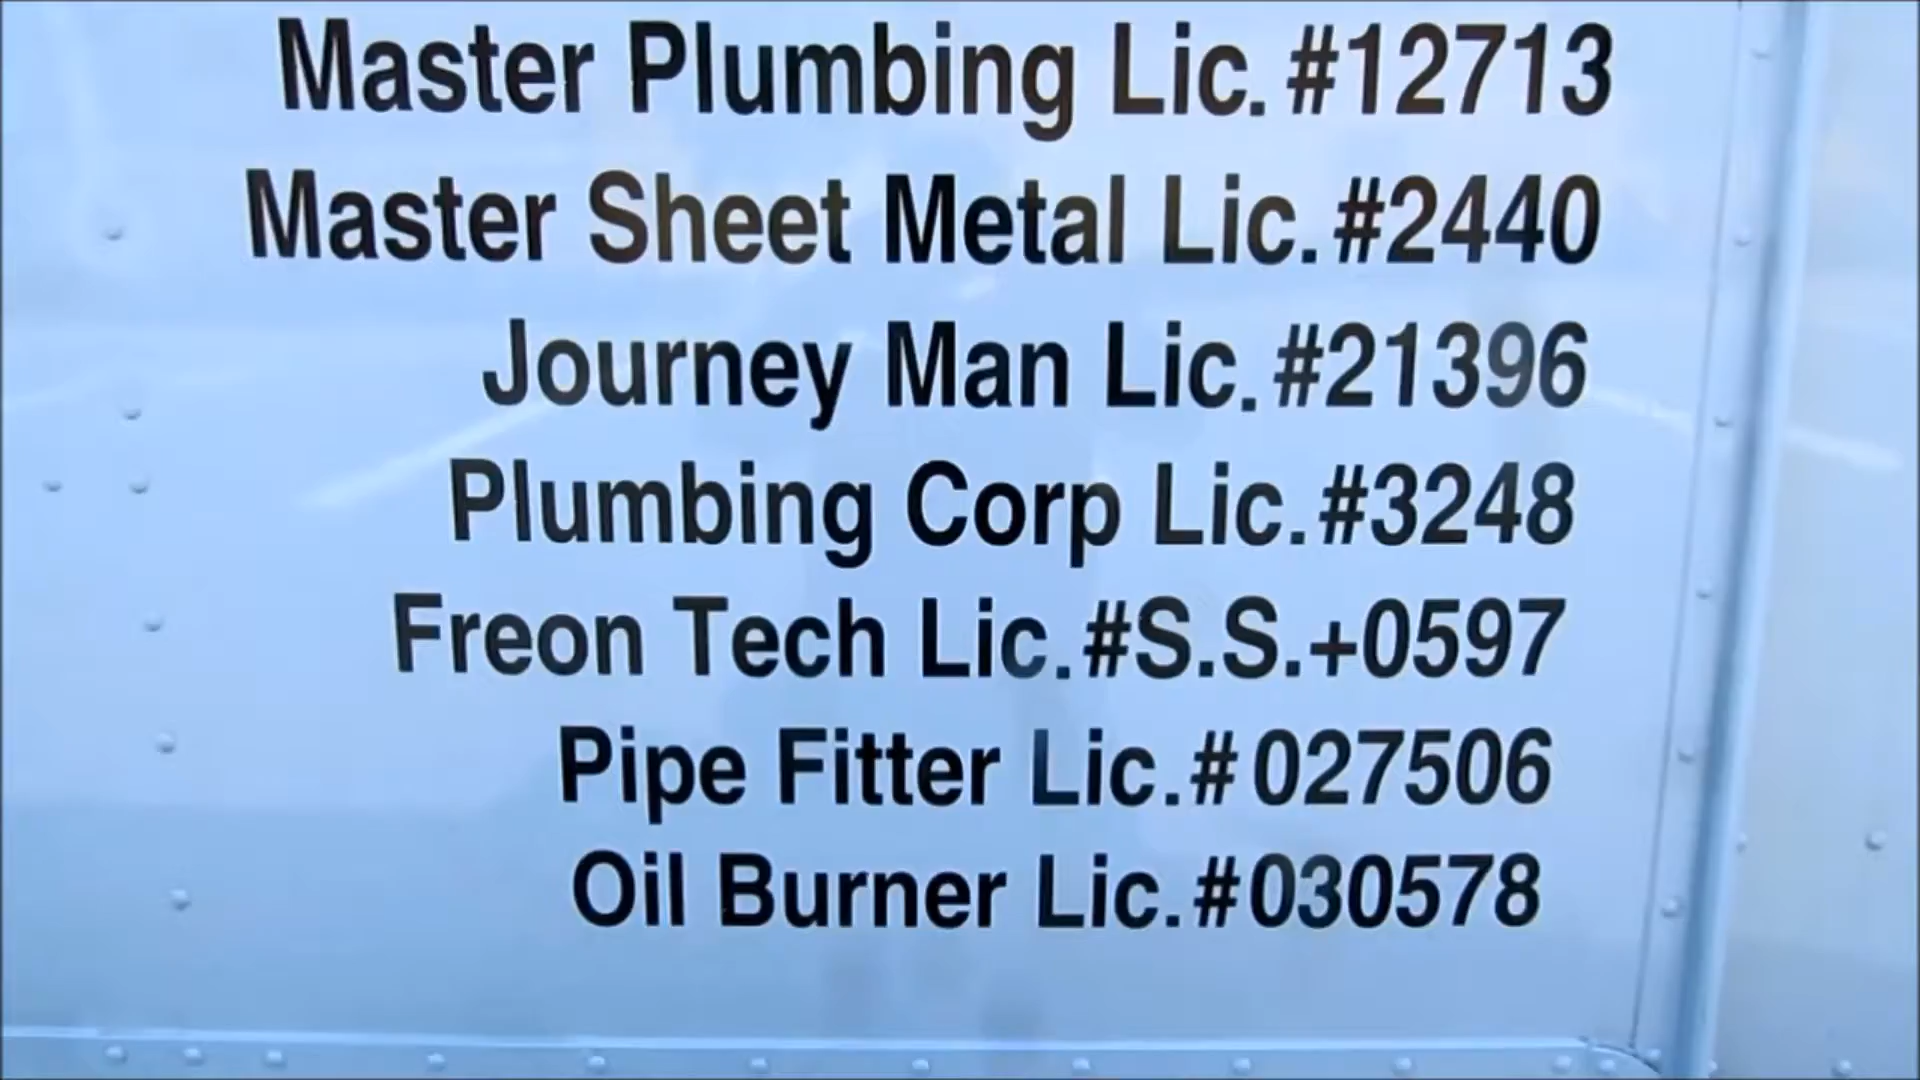 Master Plumbing Lic. #12713
Master Sheet Metal Lic. #2440
Journey Man Lic. #21396
Plumbing Corp Lic. #3248
Freon Tech Lic. #S.S.+0597
Pipe Fitter Lic. # 027506
Oil Burner Lic. #030578